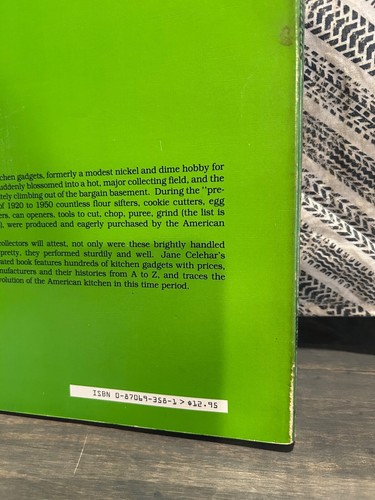 chen gadgets, formerly a modest nickel and dime hobby for
uddenly blossomed into a hot, major collecting field, and the
tely climbing out of the bargain basement. During the "pre-
of 1920 to 1950 countless flour sifters, cookie cutters, egg
ers, can openers, tools to cut, chop, puree, grind (the list is
), were produced and eagerly purchased by the American
ollectors will attest, not only were these brightly handled
pretty, they performed sturdily and well. Jane Celehar's
rated book features hundreds of kitchen gadgets with prices,
nufacturers and their histories from A to Z, and traces the
volution of the American kitchen in this time period.
ISBN 0-87069-358-1 > $12.95